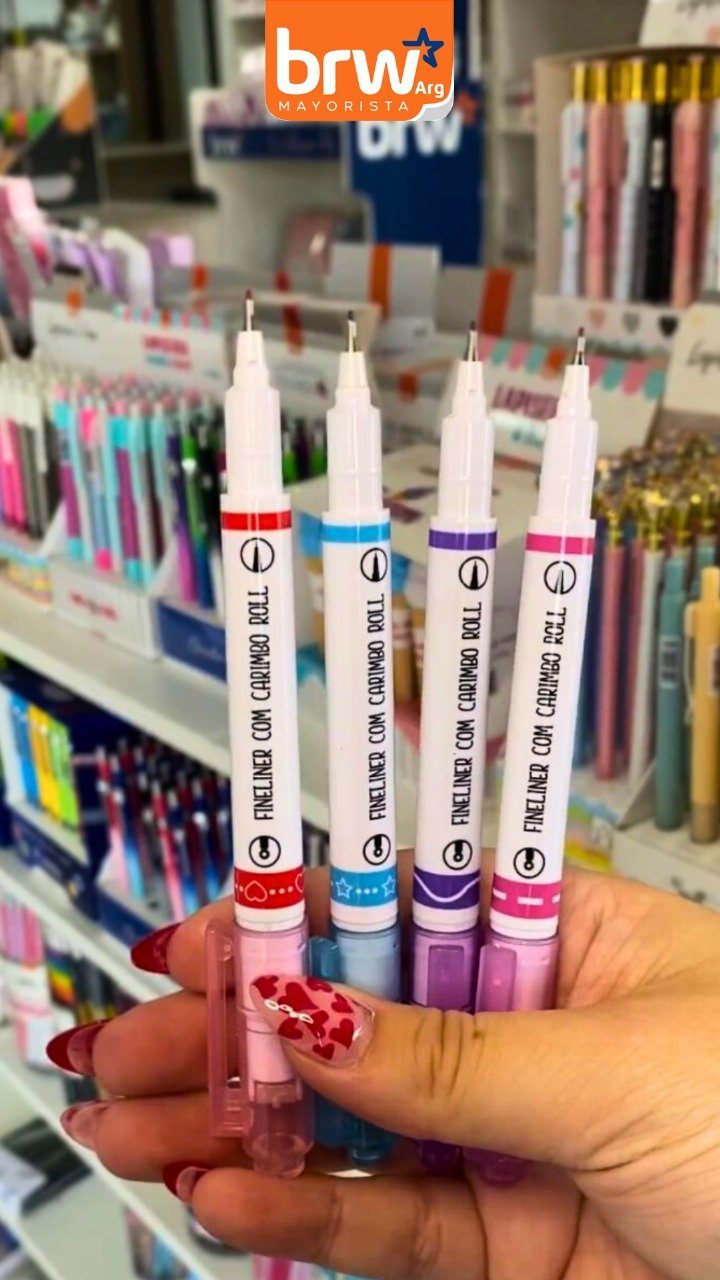 brw
Arg
MAYORISTA
brw
LAPISEIRA
FINELINER COM CARIMBO ROLL
FINELINER COM CARIMBO ROLL
FINELINER COM CARIMBO ROLL
FINELINER COM CARIMBO ROLL